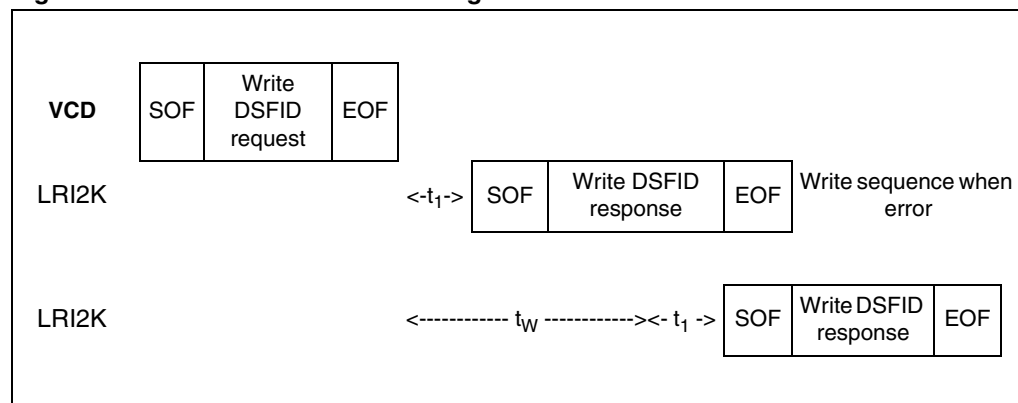 VCD
SOF
Write
DSFID
request
EOF
LRI2K
<-t1->
SOF
Write DSFID
response
EOF
Write sequence when
error
LRI2K
<------------ tW ------------><- t1 ->
SOF
Write DSFID
response
EOF